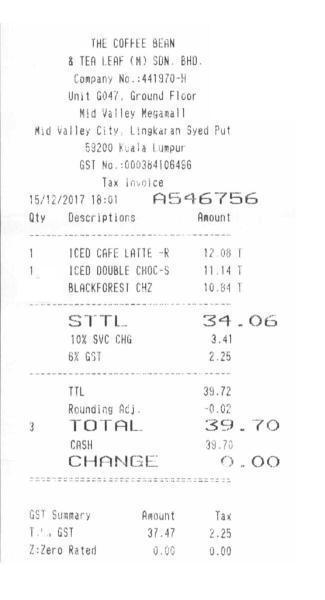 THE COFFEE BEAN
& TEA LEAF (M) SDN. BHD.
Company No.:441970-H
Unit G047, Ground Floor
Mid Valley Megamall
Mid Valley City, Lingkaran Syed Put
59200 Kuala Lumpur
GST No.:000384106496
Tax Invoice
15/12/2017 18:01 A546756
Qty Descriptions Amount
1 ICED CAFE LATTE -R 12.08 T
1 ICED DOUBLE CHOC-S 11.14 T
BLACKFOREST CHZ 10.84 T
STTL 34.06
10% SVC CHG 3.41
6% GST 2.25
TTL 39.72
Rounding Adj. -0.02
3 TOTAL 39.70
CASH 39.70
CHANGE 0.00
GST Summary Amount Tax
GST 37.47 2.25
Z:Zero Rated 0.00 0.00